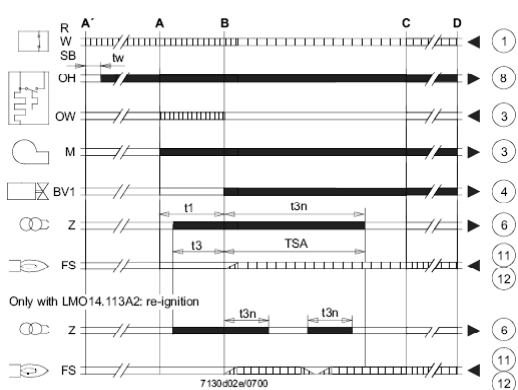 A´ A B C D
R
W 1
SB tw
OH 8
OW 3
M 3
BV1 4
t1 t3n
Z 6
t3 TSA
FS 11
12
Only with LMO14.113A2: re-ignition
t3n t3n
Z 6
FS 11
12
7130d02e/0700